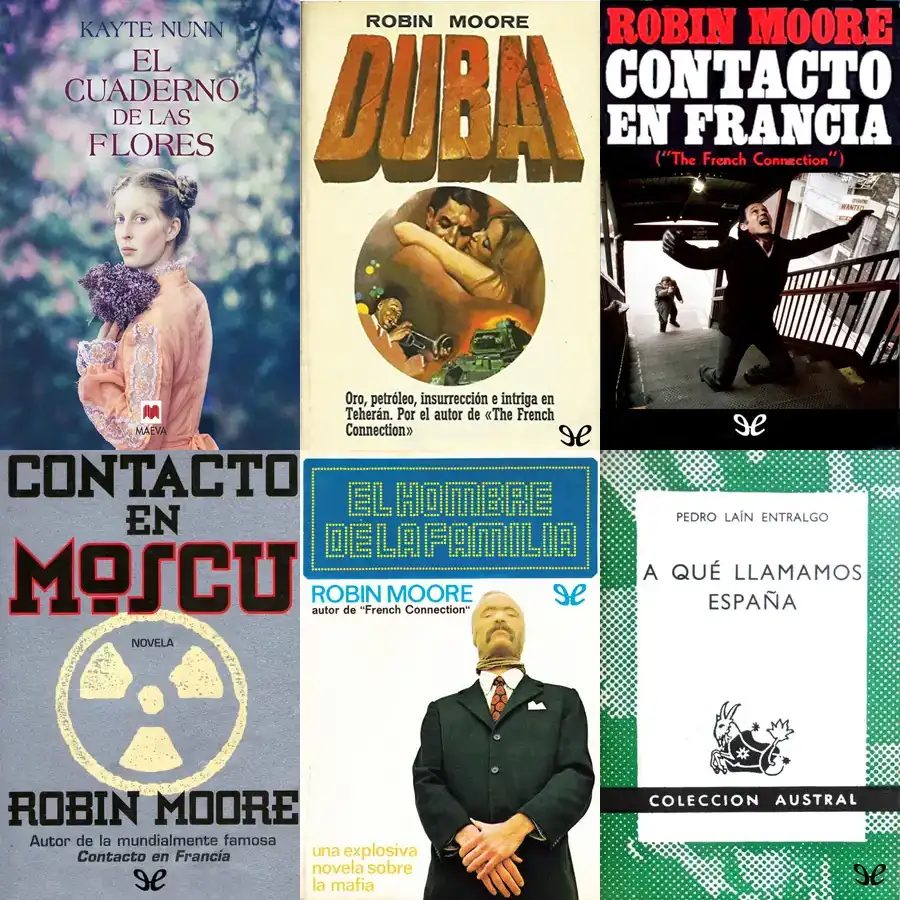 KAYTE NUNN
EL
CUADERNO
DE LAS
FLORES
MAEVA
ROBIN MOORE
DUBAI
Oro, petróleo, insurrección e intriga en
Teherán. Por el autor de «The French
Connection»
ROBIN MOORE
CONTACTO
EN FRANCIA
("The French Connection")
WANTED
CONTACTO
EN
MOSCU
NOVELA
ROBIN MOORE
Autor de la mundialmente famosa
Contacto en Francia
EL HOMBRE
DE LA FAMILIA
ROBIN MOORE
autor de "French Connection"
una explosiva
novela sobre
la mafia
PEDRO LAÍN ENTRALGO
A QUÉ LLAMAMOS
ESPAÑA
COLECCION AUSTRAL